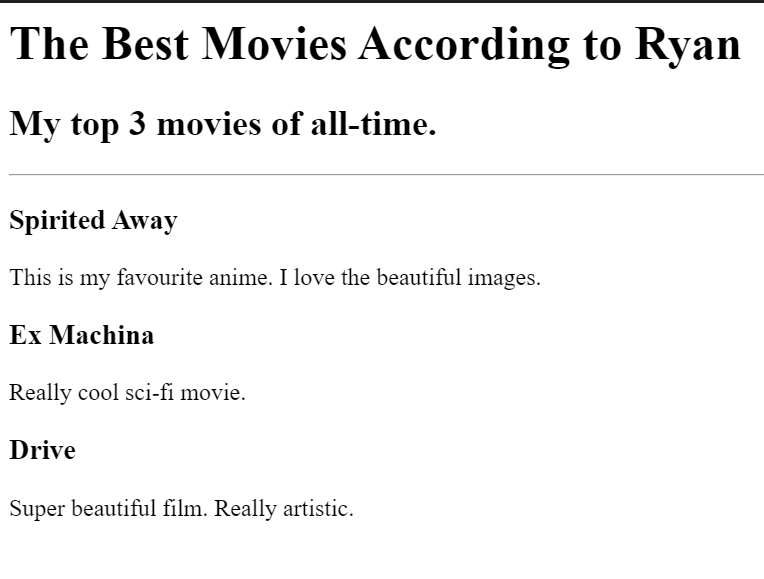 The Best Movies According to Ryan
My top 3 movies of all-time.
Spirited Away
This is my favourite anime. I love the beautiful images.
Ex Machina
Really cool sci-fi movie.
Drive
Super beautiful film. Really artistic.